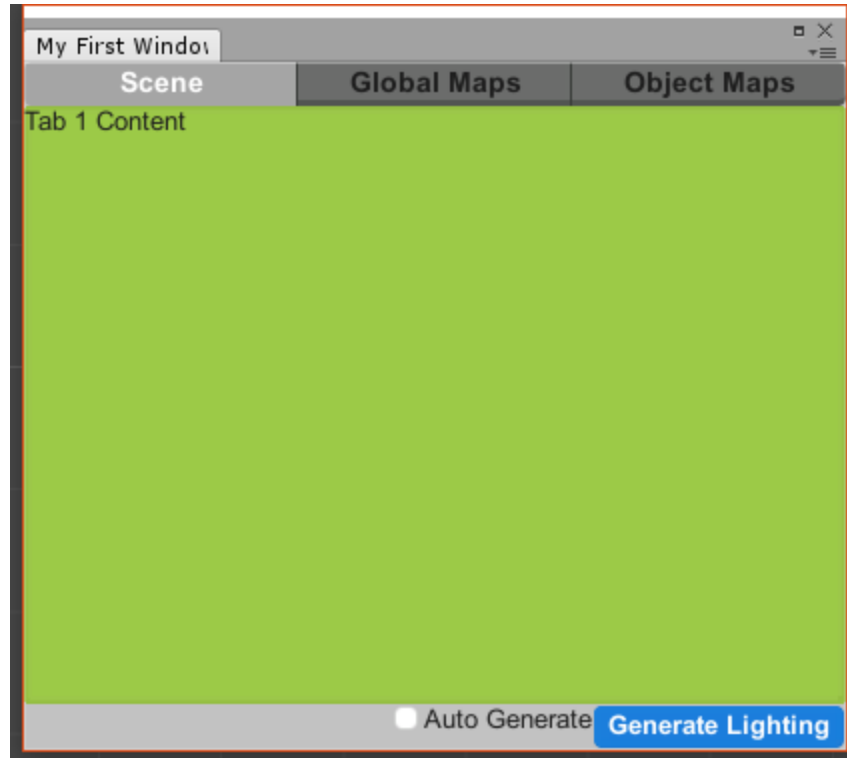 My First Windo
Scene
Global Maps
Object Maps
Tab 1 Content
Auto Generate
Generate Lighting